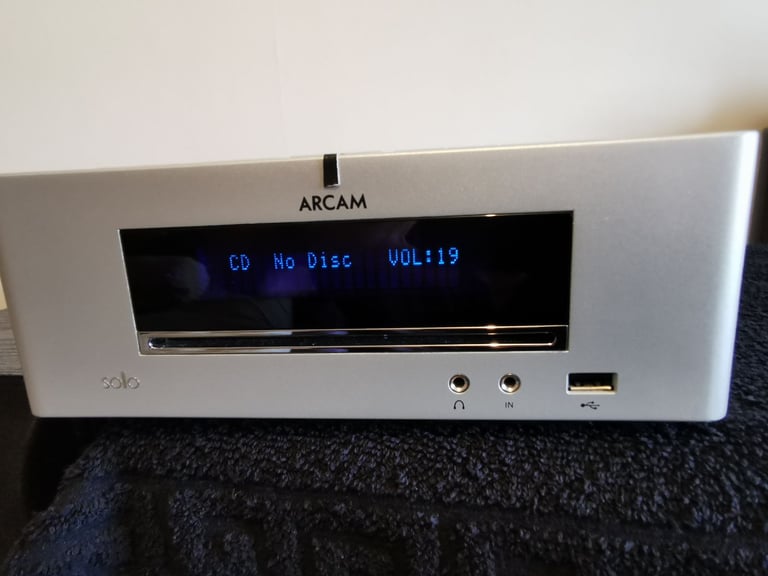 ARCAM
CD No Disc VOL:19
solo
IN